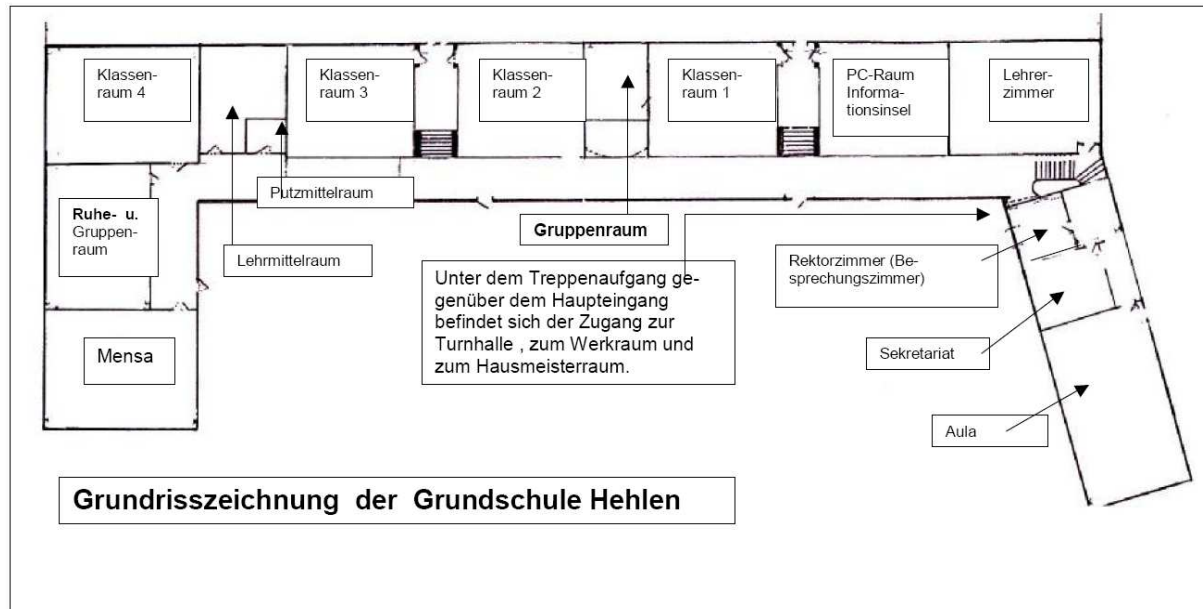 Klassen-
raum 4
Klassen-
raum 3
Klassen-
raum 2
Klassen-
raum 1
PC-Raum
Informa-
tionsinsel
Lehrer-
zimmer
Putzmittelraum
Ruhe- u.
Gruppen-
raum
Lehrmittelraum
Gruppenraum
Rektorzimmer (Be-
sprechungszimmer)
Unter dem Treppenaufgang ge-
genüber dem Haupteingang
befindet sich der Zugang zur
Turnhalle , zum Werkraum und
zum Hausmeisterraum.
Mensa
Sekretariat
Aula
Grundrisszeichnung der Grundschule Hehlen